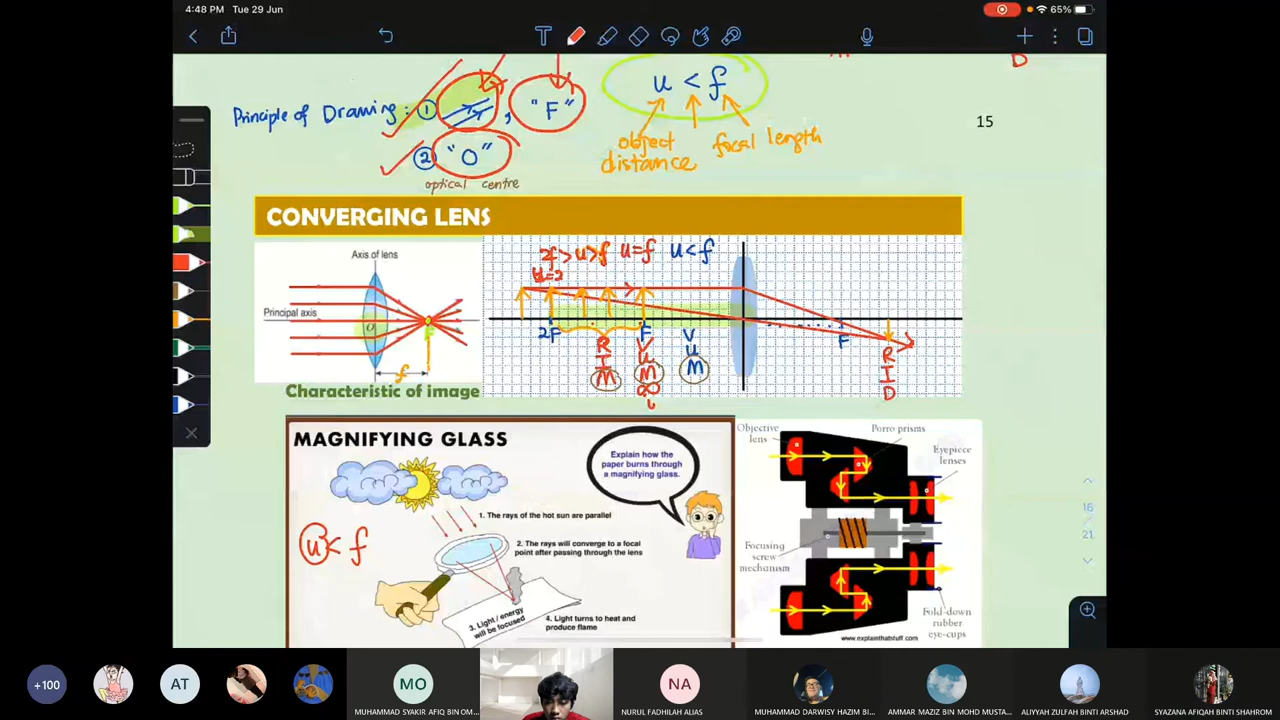 4:48 PM Tue 29 Jun
65%
D
Principle of Drawing : ① , "F"
u < f
object distance
focal length
15
② "O"
optical centre
CONVERGING LENS
Axis of lens
Principal axis
O
f
2f > u > f u = f u < f
2F
F
F
R I M
V U M ∞
V U M
R I D
Characteristic of image
MAGNIFYING GLASS
Explain how the
paper burns through
a magnifying glass.
1. The rays of the hot sun are parallel
2. The rays will converge to a focal
point after passing through the lens
3. Light / energy
will be focused
4. Light turns to heat and
produce flame
u < f
Objective
lens
Porro prisms
Eyepiece
lenses
Focusing
screw
mechanism
Fold-down
rubber
eye-cups
www.explainthatstuff.com
16
21
+100
AT
MO
NA
MUHAMMAD SYAKIR AFIQ BIN OM...
NURUL FADHILAH ALIAS
MUHAMMAD DARWISY HAZIM BI...
AMMAR MAZIZ BIN MOHD MUSTA...
ALIYYAH ZULFAH BINTI ARSHAD
SYAZANA AFIQAH BINTI SHAHROM